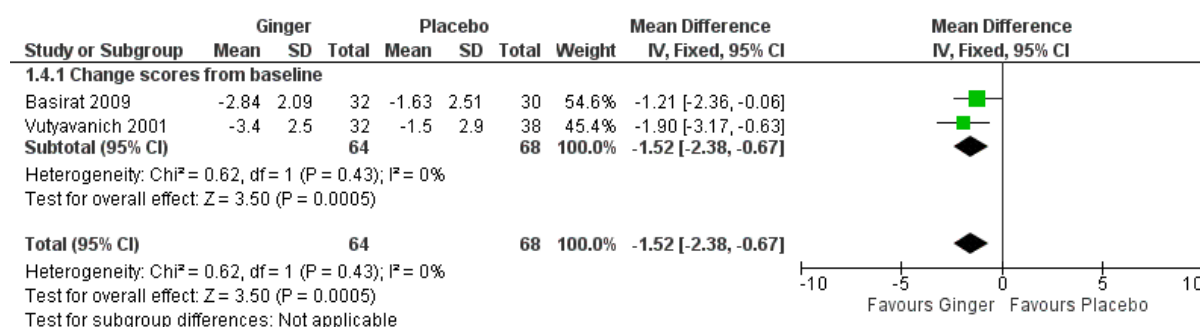 Ginger Placebo Mean Difference Mean Difference
Study or Subgroup Mean SD Total Mean SD Total Weight IV, Fixed, 95% CI IV, Fixed, 95% CI
1.4.1 Change scores from baseline
Basirat 2009 -2.84 2.09 32 -1.63 2.51 30 54.6% -1.21 [-2.36, -0.06]
Vutyavanich 2001 -3.4 2.5 32 -1.5 2.9 38 45.4% -1.90 [-3.17, -0.63]
Subtotal (95% CI) 64 68 100.0% -1.52 [-2.38, -0.67]
Heterogeneity: Chi² = 0.62, df = 1 (P = 0.43); I² = 0%
Test for overall effect: Z = 3.50 (P = 0.0005)
Total (95% CI) 64 68 100.0% -1.52 [-2.38, -0.67]
Heterogeneity: Chi² = 0.62, df = 1 (P = 0.43); I² = 0%
Test for overall effect: Z = 3.50 (P = 0.0005)
Test for subgroup differences: Not applicable
-10 -5 0 5 10
Favours Ginger Favours Placebo